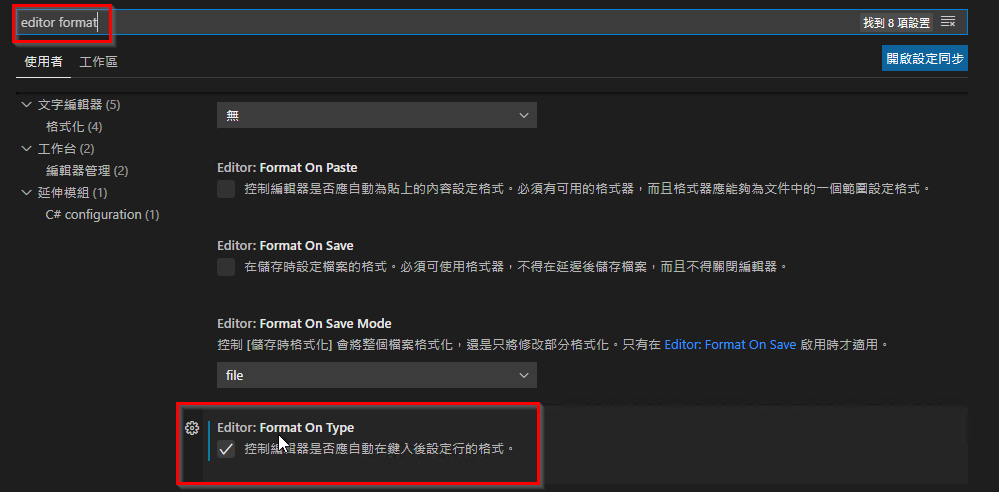 editor format
找到 8 項設置
使用者
工作區
開啟設定同步
文字編輯器 (5)
格式化 (4)
工作台 (2)
編輯器管理 (2)
延伸模組 (1)
C# configuration (1)
無
Editor: Format On Paste
控制編輯器是否應自動為貼上的內容設定格式。必須有可用的格式器，而且格式器應能夠為文件中的一個範圍設定格式。
Editor: Format On Save
在儲存時設定檔案的格式。必須可使用格式器，不得在延遲後儲存檔案，而且不得關閉編輯器。
Editor: Format On Save Mode
控制 [儲存時格式化] 會將整個檔案格式化，還是只將修改部分格式化。只有在 Editor: Format On Save 啟用時才適用。
file
Editor: Format On Type
控制編輯器是否應自動在鍵入後設定行的格式。